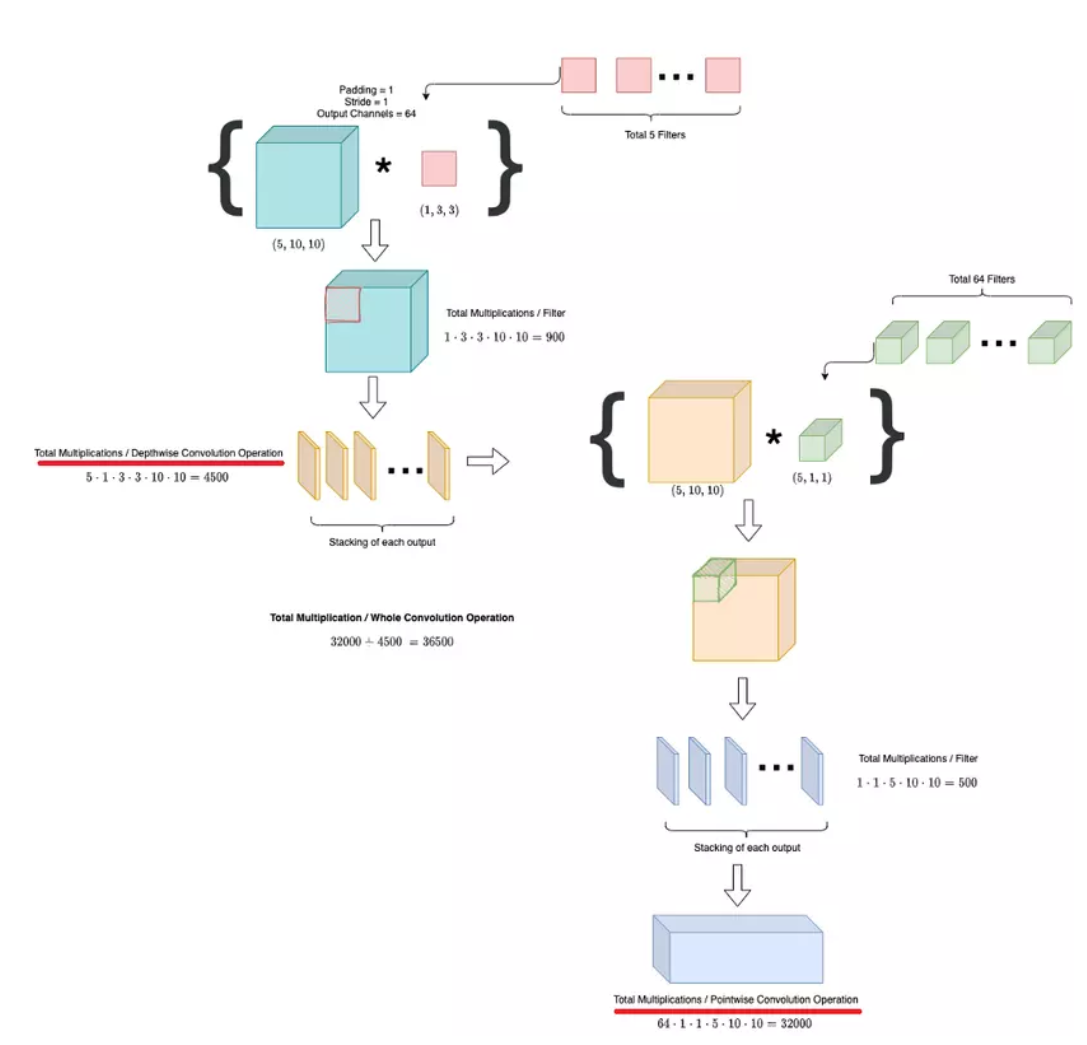 Padding = 1
Stride = 1
Output Channels = 64
Total 5 Filters
*
(1, 3, 3)
(5, 10, 10)
Total Multiplications / Filter
1 · 3 · 3 · 10 · 10 = 900
Total 64 Filters
Total Multiplications / Depthwise Convolution Operation
5 · 1 · 3 · 3 · 10 · 10 = 4500
Stacking of each output
*
(5, 10, 10)
(5, 1, 1)
Total Multiplication / Whole Convolution Operation
32000 + 4500 = 36500
Total Multiplications / Filter
1 · 1 · 5 · 10 · 10 = 500
Stacking of each output
Total Multiplications / Pointwise Convolution Operation
64 · 1 · 1 · 5 · 10 · 10 = 32000